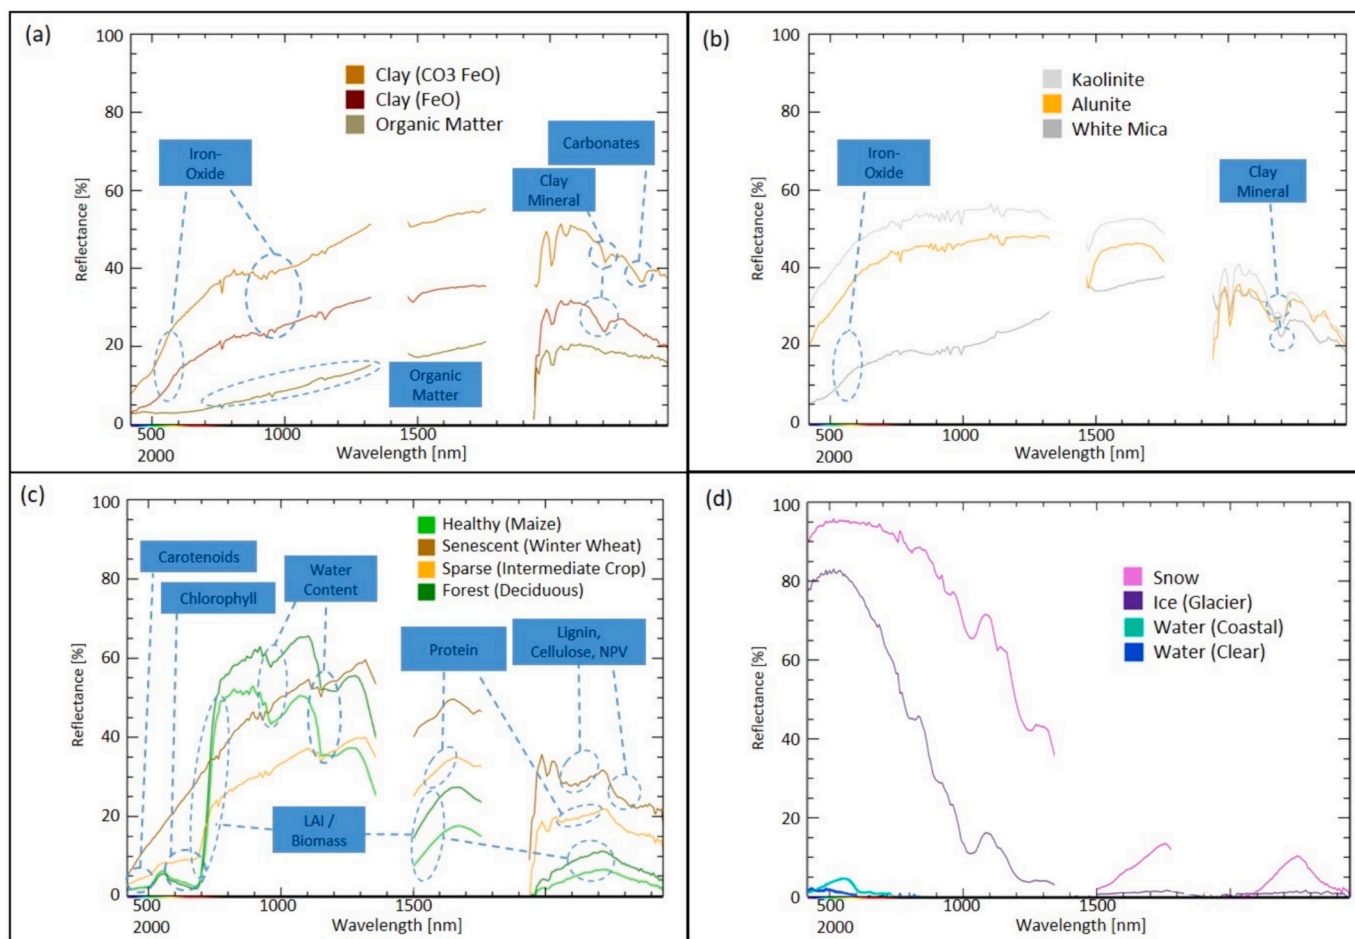 (a)
100
80
60
40
20
0
Reflectance [%]
Clay (CO3 FeO)
Clay (FeO)
Organic Matter
Iron-
Oxide
Carbonates
Clay
Mineral
Organic
Matter
500
1000
1500
2000
Wavelength [nm]
(b)
100
80
60
40
20
0
Reflectance [%]
Kaolinite
Alunite
White Mica
Iron-
Oxide
Clay
Mineral
500
1000
1500
2000
Wavelength [nm]
(c)
100
80
60
40
20
0
Reflectance [%]
Healthy (Maize)
Senescent (Winter Wheat)
Sparse (Intermediate Crop)
Forest (Deciduous)
Carotenoids
Chlorophyll
Water
Content
Protein
Lignin,
Cellulose, NPV
LAI /
Biomass
500
1000
1500
2000
Wavelength [nm]
(d)
100
80
60
40
20
0
Reflectance [%]
Snow
Ice (Glacier)
Water (Coastal)
Water (Clear)
500
1000
1500
2000
Wavelength [nm]